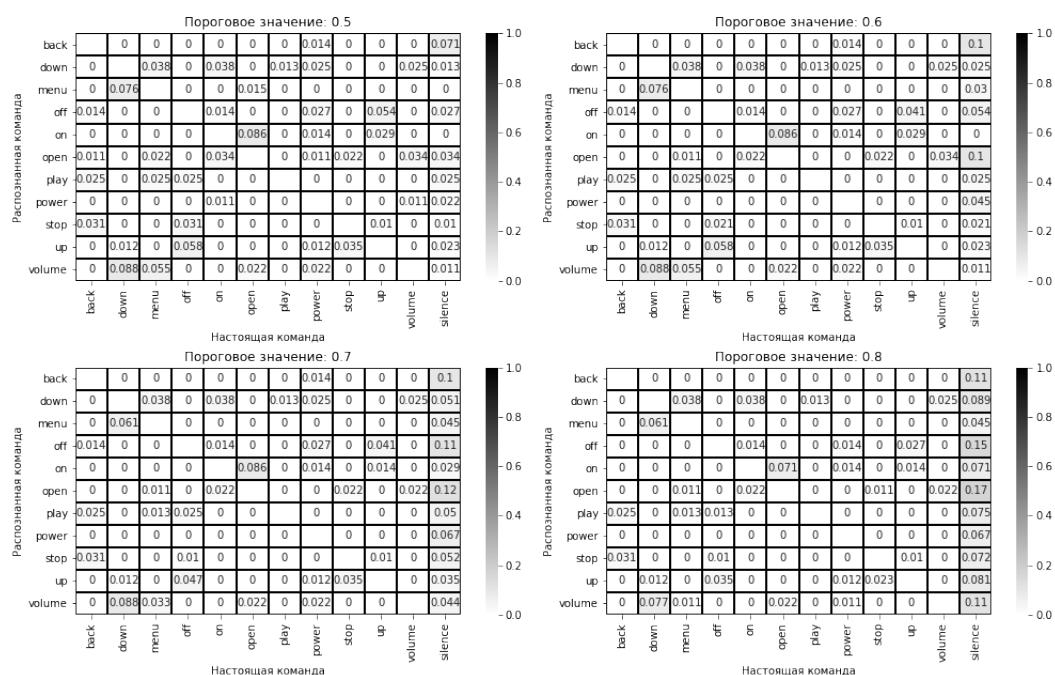 Пороговое значение: 0.5
back 0 0 0 0 0 0 0.014 0 0 0 0.071
down 0 0.038 0 0.038 0 0.013 0.025 0 0 0.025 0.013
menu 0 0.076 0 0 0.015 0 0 0 0 0 0
off 0.014 0 0 0.014 0 0 0.027 0 0.054 0 0.027
on 0 0 0 0 0.086 0 0.014 0 0.029 0 0
open 0.011 0 0.022 0 0.034 0 0.011 0.022 0 0.034 0.034
play 0.025 0 0.025 0.025 0 0 0 0 0 0 0.025
power 0 0 0 0 0.011 0 0 0 0 0.011 0.022
stop 0.031 0 0 0.031 0 0 0 0 0.01 0 0.01
up 0 0.012 0 0.058 0 0 0 0.012 0.035 0 0.023
volume 0 0.088 0.055 0 0 0.022 0 0.022 0 0 0.011
back down menu off on open play power stop up volume silence
Распознанная команда
Настоящая команда
1.0
0.8
0.6
0.4
0.2
0.0
Пороговое значение: 0.6
back 0 0 0 0 0 0 0.014 0 0 0 0.1
down 0 0.038 0 0.038 0 0.013 0.025 0 0 0.025 0.025
menu 0 0.076 0 0 0.015 0 0 0 0 0 0.03
off 0.014 0 0 0.014 0 0 0.027 0 0.041 0 0.054
on 0 0 0 0 0.086 0 0.014 0 0.029 0 0
open 0 0 0.011 0 0.022 0 0 0.022 0 0.034 0.1
play 0.025 0 0.025 0.025 0 0 0 0 0 0 0.025
power 0 0 0 0 0 0 0 0 0 0 0.045
stop 0.031 0 0 0.021 0 0 0 0 0.01 0 0.021
up 0 0.012 0 0.058 0 0 0 0.012 0.035 0 0.023
volume 0 0.088 0.055 0 0 0.022 0 0.022 0 0 0.011
back down menu off on open play power stop up volume silence
Распознанная команда
Настоящая команда
1.0
0.8
0.6
0.4
0.2
0.0
Пороговое значение: 0.7
back 0 0 0 0 0 0 0.014 0 0 0 0.1
down 0 0.038 0 0.038 0 0.013 0.025 0 0 0.025 0.051
menu 0 0.061 0 0 0 0 0 0 0 0 0.045
off 0.014 0 0 0.014 0 0 0.027 0 0.041 0 0.11
on 0 0 0 0 0.086 0 0.014 0 0.014 0 0.029
open 0 0 0.011 0 0.022 0 0 0.022 0 0.022 0.12
play 0.025 0 0.013 0.025 0 0 0 0 0 0 0.05
power 0 0 0 0 0 0 0 0 0 0 0.067
stop 0.031 0 0 0.01 0 0 0 0 0.01 0 0.052
up 0 0.012 0 0.047 0 0 0 0.012 0.035 0 0.035
volume 0 0.088 0.033 0 0 0.022 0 0.022 0 0 0.044
back down menu off on open play power stop up volume silence
Распознанная команда
Настоящая команда
1.0
0.8
0.6
0.4
0.2
0.0
Пороговое значение: 0.8
back 0 0 0 0 0 0 0.014 0 0 0 0.11
down 0 0.038 0 0.038 0 0.013 0 0 0 0.025 0.089
menu 0 0.061 0 0 0 0 0 0 0 0 0.045
off 0 0 0 0.014 0 0 0.014 0 0.027 0 0.15
on 0 0 0 0 0.071 0 0.014 0 0.014 0 0.071
open 0 0 0.011 0 0.022 0 0 0.011 0 0.022 0.17
play 0.025 0 0.013 0.013 0 0 0 0 0 0 0.075
power 0 0 0 0 0 0 0 0 0 0 0.067
stop 0.031 0 0 0.01 0 0 0 0 0.01 0 0.072
up 0 0.012 0 0.035 0 0 0 0.012 0.023 0 0.081
volume 0 0.077 0.011 0 0 0.022 0 0.011 0 0 0.11
back down menu off on open play power stop up volume silence
Распознанная команда
Настоящая команда
1.0
0.8
0.6
0.4
0.2
0.0